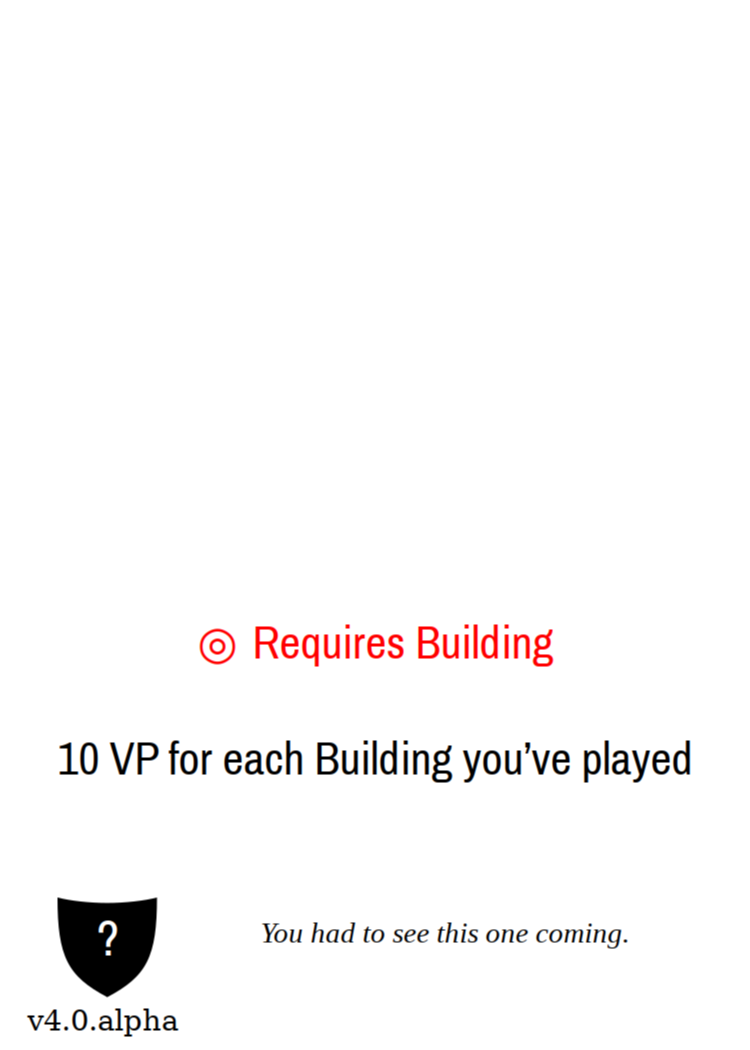 ◎ Requires Building
10 VP for each Building you’ve played
?
You had to see this one coming.
v4.0.alpha